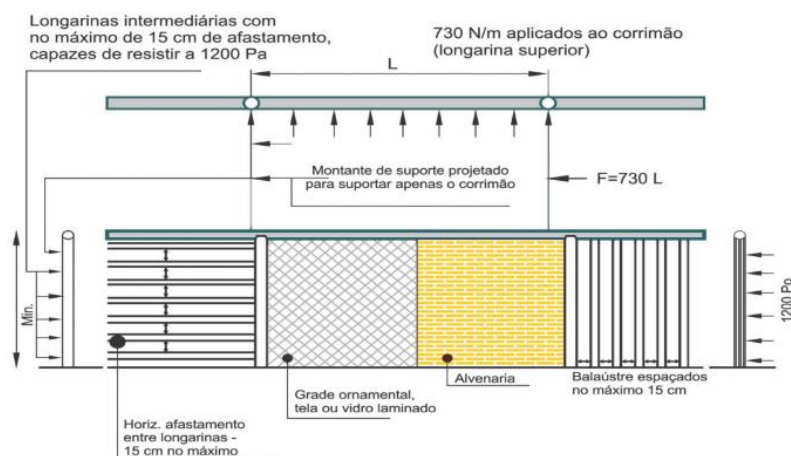 Longarinas intermediárias com
no máximo de 15 cm de afastamento,
capazes de resistir a 1200 Pa
730 N/m aplicados ao corrimão
(longarina superior)
L
Montante de suporte projetado
para suportar apenas o corrimão
F=730 L
Min.
1200 Pa
Horiz. afastamento
entre longarinas -
15 cm no máximo
Grade ornamental,
tela ou vidro laminado
Alvenaria
Balaústre espaçados
no máximo 15 cm